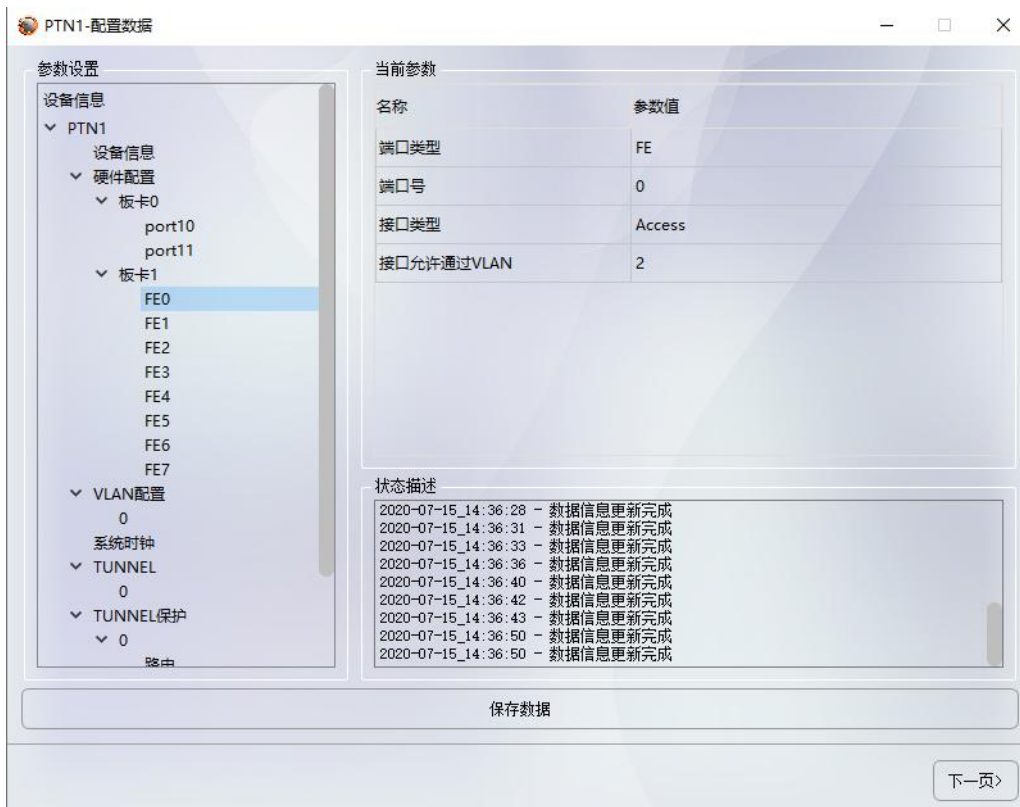 PTN1-配置数据
参数设置
设备信息
PTN1
设备信息
硬件配置
板卡0
port10
port11
板卡1
FE0
FE1
FE2
FE3
FE4
FE5
FE6
FE7
VLAN配置
0
系统时钟
TUNNEL
0
TUNNEL保护
0
路由
当前参数
名称 参数值
端口类型 FE
端口号 0
接口类型 Access
接口允许通过VLAN 2
状态描述
2020-07-15_14:36:28 - 数据信息更新完成
2020-07-15_14:36:31 - 数据信息更新完成
2020-07-15_14:36:33 - 数据信息更新完成
2020-07-15_14:36:36 - 数据信息更新完成
2020-07-15_14:36:40 - 数据信息更新完成
2020-07-15_14:36:42 - 数据信息更新完成
2020-07-15_14:36:43 - 数据信息更新完成
2020-07-15_14:36:50 - 数据信息更新完成
2020-07-15_14:36:50 - 数据信息更新完成
保存数据
下一页>